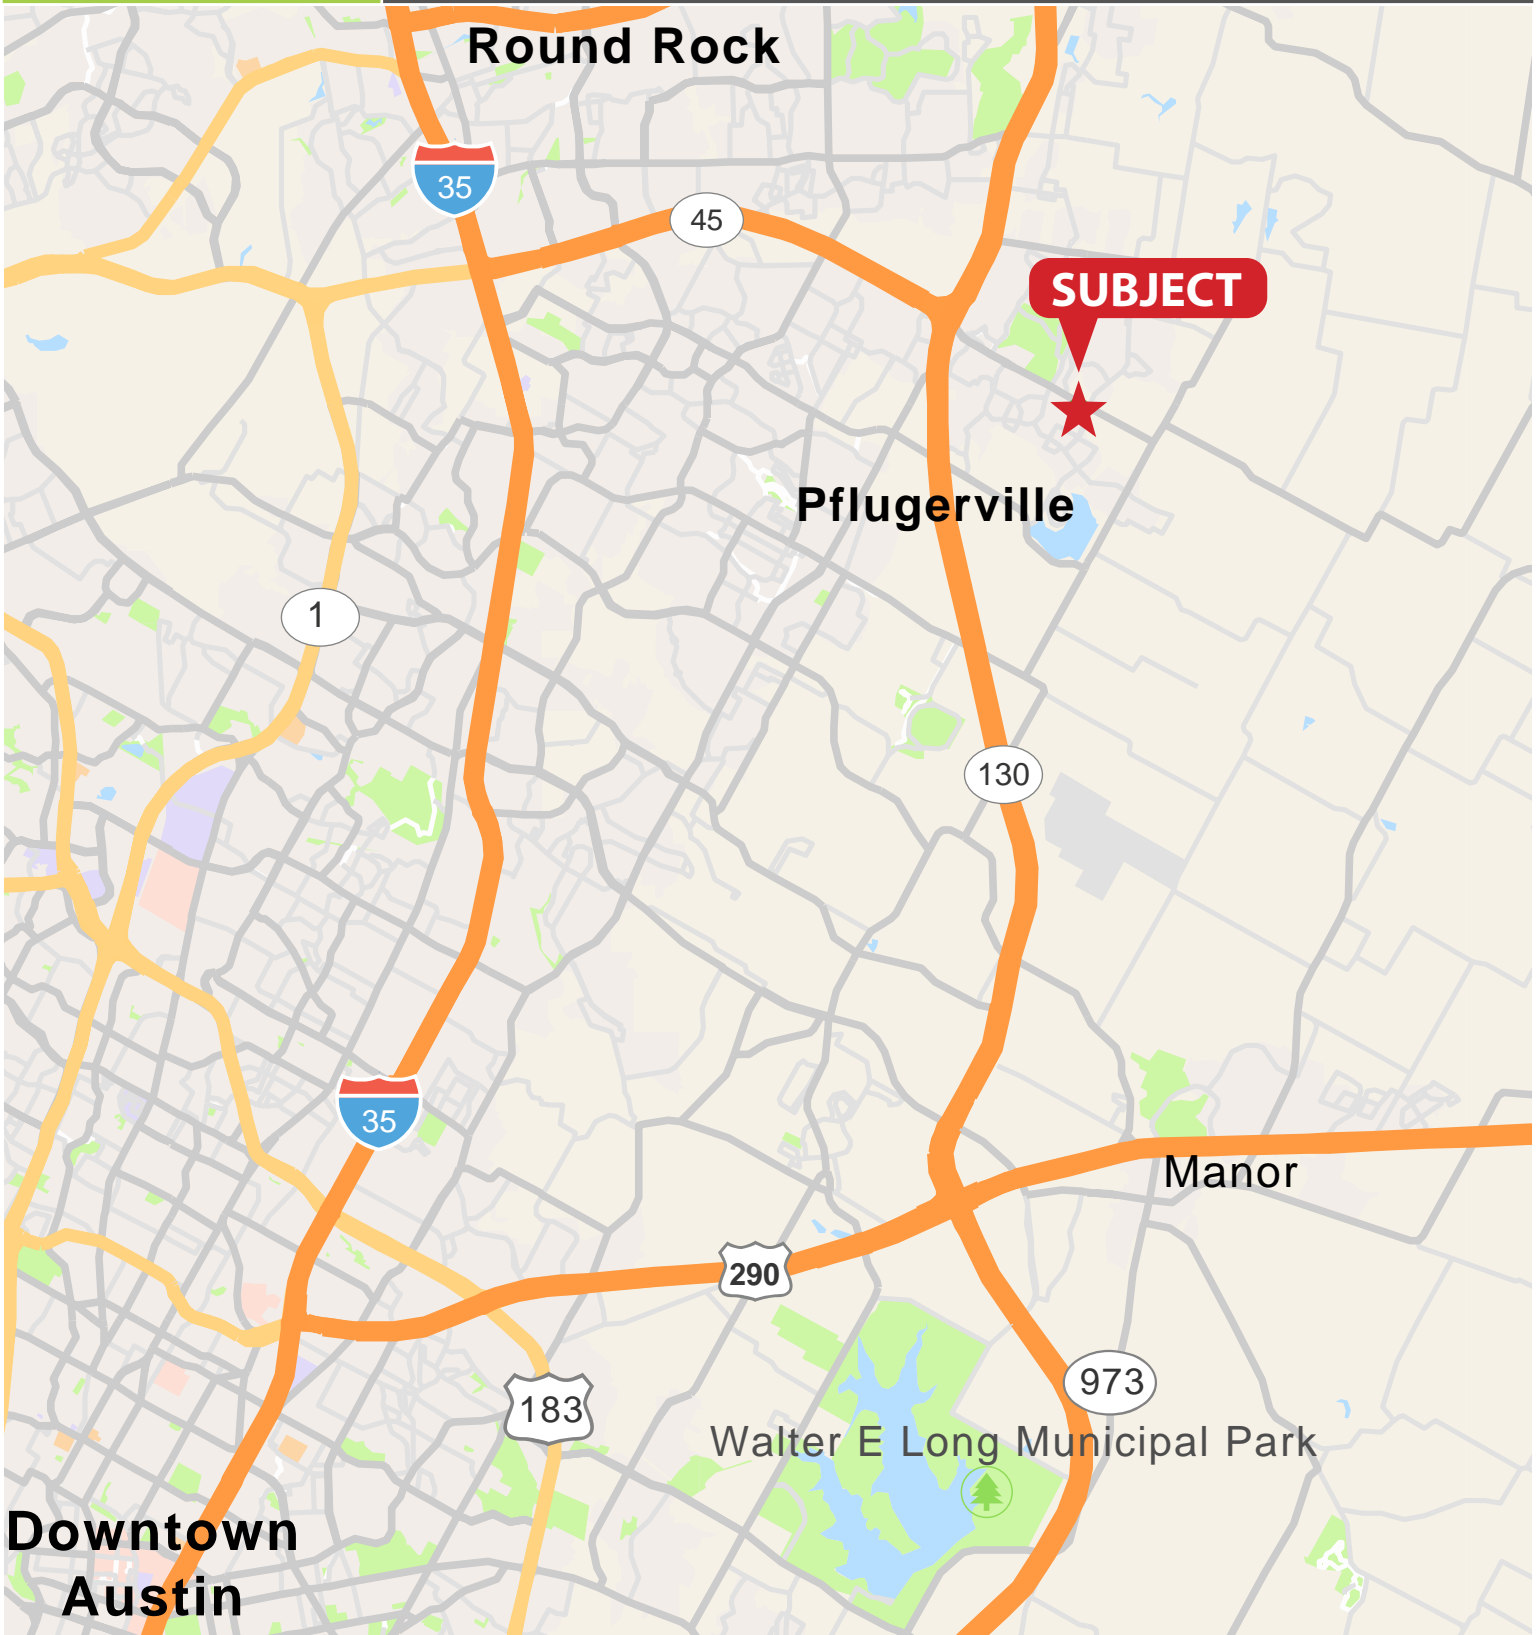 Round Rock
35
45
SUBJECT
Pflugerville
1
130
35
Manor
290
973
183
Walter E Long Municipal Park
Downtown
Austin